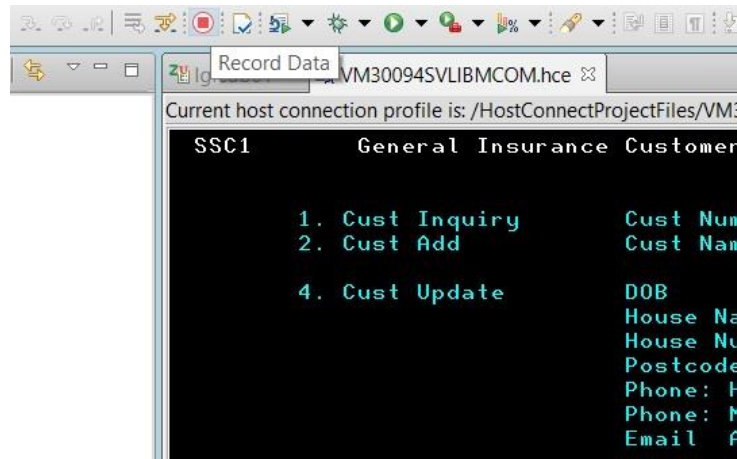 Record Data
VM30094SVLIBMCOM.hce
Current host connection profile is: /HostConnectProjectFiles/VM3
SSC1 General Insurance Customer
1. Cust Inquiry Cust Num
2. Cust Add Cust Nam
4. Cust Update DOB
House Na
House Nu
Postcode
Phone: H
Phone: M
Email A